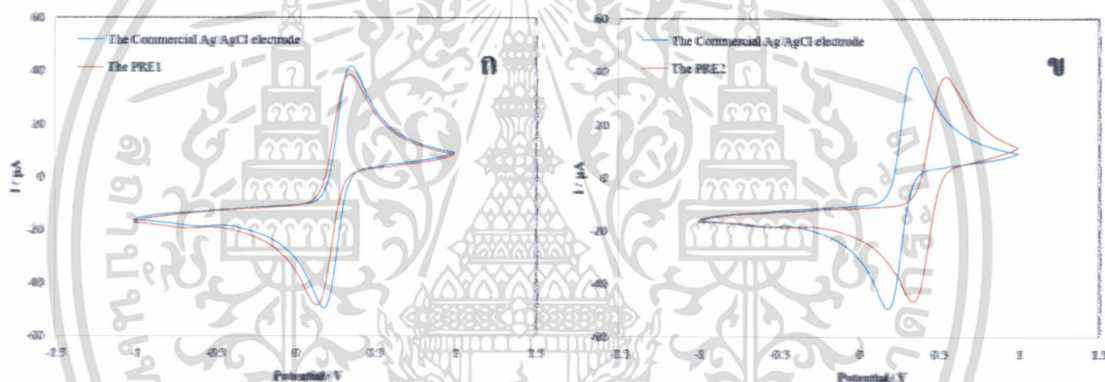 60
The Commercial Ag/AgCl electrode
The PRE1
ก
40
20
0
-20
-40
-60
I / µA
-1.5
-1
-0.5
0
0.5
1
1.5
Potential / V
60
The Commercial Ag/AgCl electrode
The PRE2
ข
40
20
0
-20
-40
-60
I / µA
-1.5
-1
-0.5
0
0.5
1
1.5
Potential / V